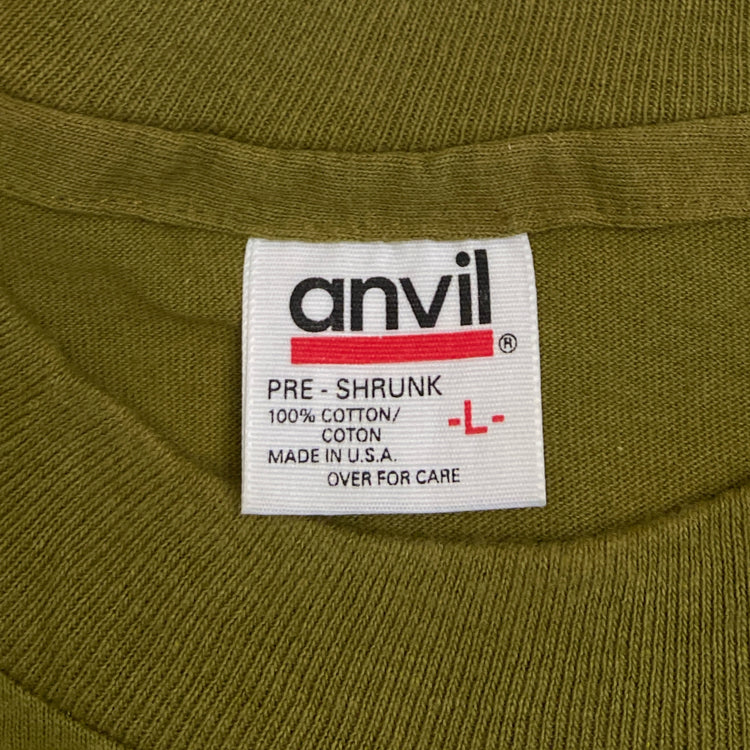 anvil®
PRE - SHRUNK
100% COTTON/
COTON
-L-
MADE IN U.S.A.
OVER FOR CARE